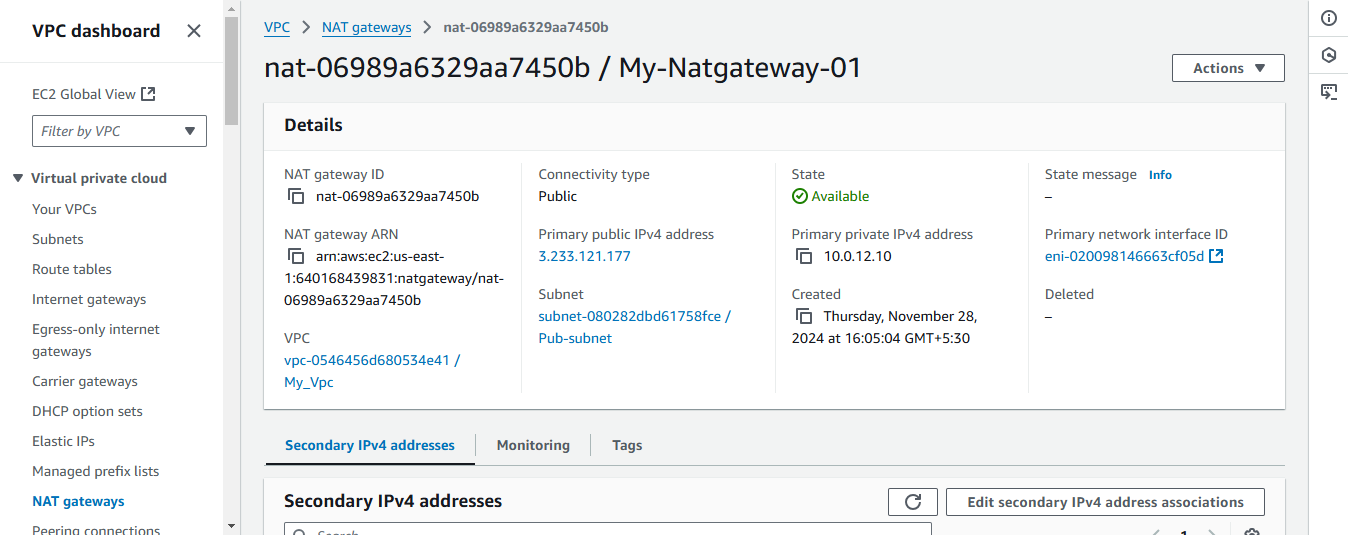 VPC dashboard
EC2 Global View
Filter by VPC
Virtual private cloud
Your VPCs
Subnets
Route tables
Internet gateways
Egress-only internet
gateways
Carrier gateways
DHCP option sets
Elastic IPs
Managed prefix lists
NAT gateways
Peering connections
VPC > NAT gateways > nat-06989a6329aa7450b
nat-06989a6329aa7450b / My-Natgateway-01
Actions
Details
NAT gateway ID
nat-06989a6329aa7450b
NAT gateway ARN
arn:aws:ec2:us-east-
1:640168439831:natgateway/nat-
06989a6329aa7450b
VPC
vpc-0546456d680534e41 /
My_Vpc
Connectivity type
Public
Primary public IPv4 address
3.233.121.177
Subnet
subnet-080282dbd61758fce /
Pub-subnet
State
Available
Primary private IPv4 address
10.0.12.10
Created
Thursday, November 28,
2024 at 16:05:04 GMT+5:30
State message Info
–
Primary network interface ID
eni-020098146663cf05d
Deleted
–
Secondary IPv4 addresses
Monitoring
Tags
Secondary IPv4 addresses
Edit secondary IPv4 address associations
Search
1